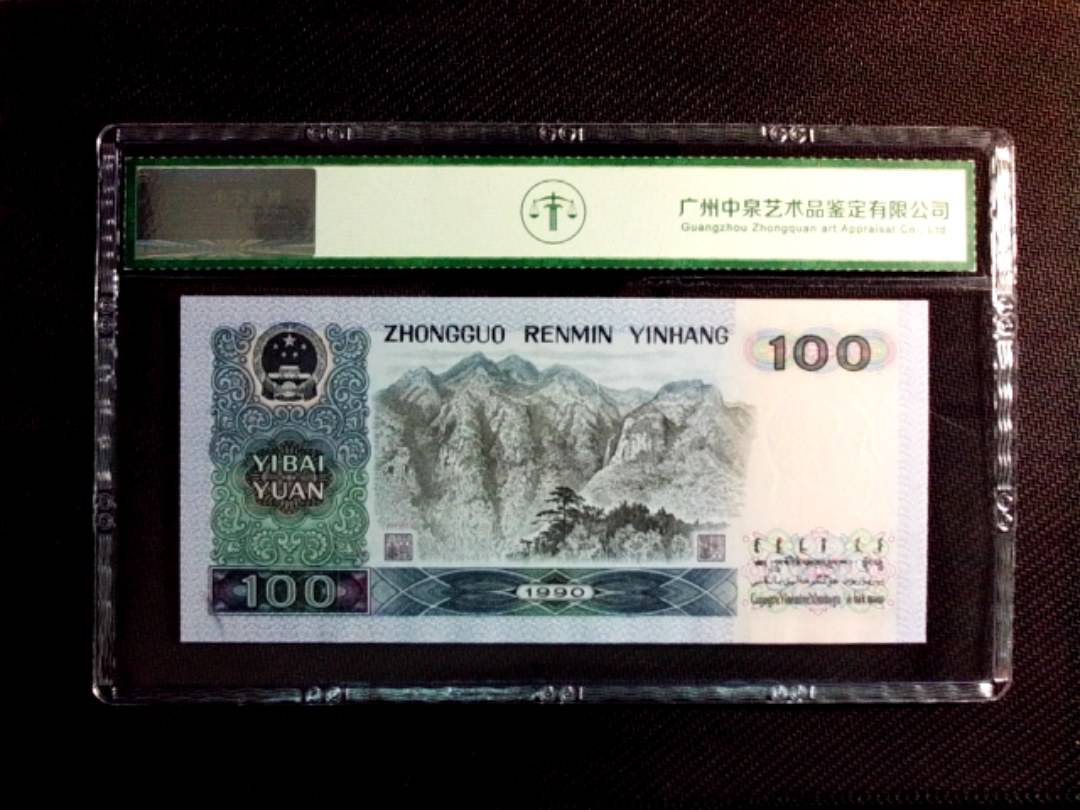 广州中泉艺术品鉴定有限公司
Guangzhou Zhongquan art Appraisal Co., Ltd
ZHONGGUO RENMIN YINHANG
100
YIBAI
YUAN
100
1990